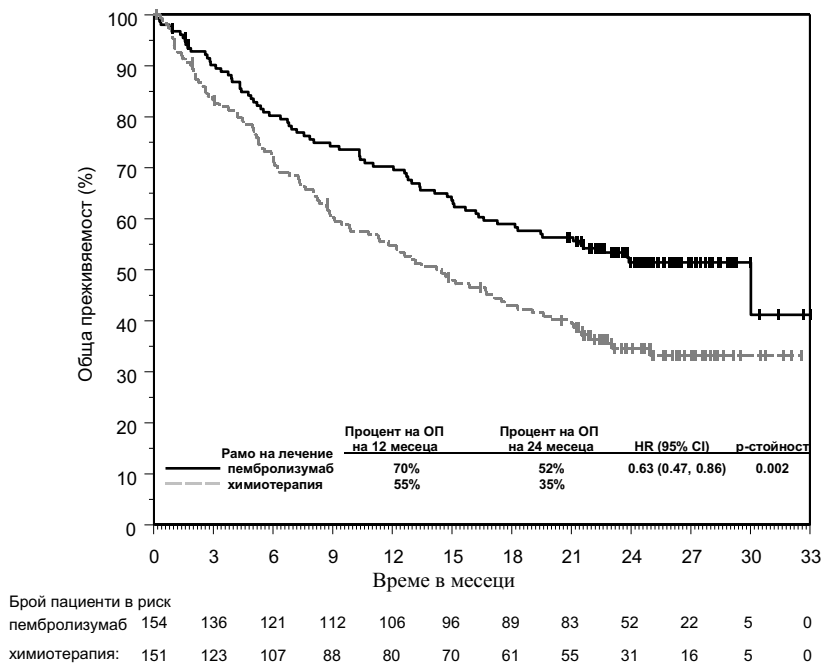 Обща преживяемост (%)
100
90
80
70
60
50
40
30
20
10
0
Рамо на лечение Процент на ОП на 12 месеца Процент на ОП на 24 месеца HR (95% CI) р-стойност
пембролизумаб 70% 52% 0.63 (0.47, 0.86) 0.002
химиотерапия 55% 35%
0 3 6 9 12 15 18 21 24 27 30 33
Време в месеци
Брой пациенти в риск
пембролизумаб 154 136 121 112 106 96 89 83 52 22 5 0
химиотерапия: 151 123 107 88 80 70 61 55 31 16 5 0